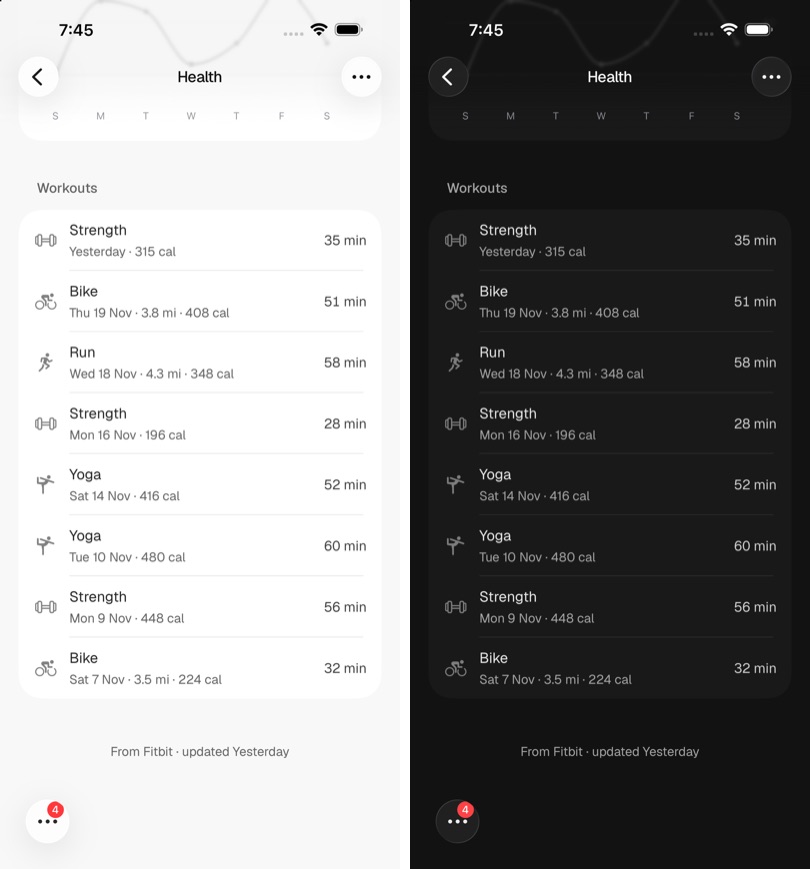 7:45
Health
S M T W T F S
Workouts
Strength
Yesterday · 315 cal
35 min
Bike
Thu 19 Nov · 3.8 mi · 408 cal
51 min
Run
Wed 18 Nov · 4.3 mi · 348 cal
58 min
Strength
Mon 16 Nov · 196 cal
28 min
Yoga
Sat 14 Nov · 416 cal
52 min
Yoga
Tue 10 Nov · 480 cal
60 min
Strength
Mon 9 Nov · 448 cal
56 min
Bike
Sat 7 Nov · 3.5 mi · 224 cal
32 min
From Fitbit · updated Yesterday
4
7:45
Health
S M T W T F S
Workouts
Strength
Yesterday · 315 cal
35 min
Bike
Thu 19 Nov · 3.8 mi · 408 cal
51 min
Run
Wed 18 Nov · 4.3 mi · 348 cal
58 min
Strength
Mon 16 Nov · 196 cal
28 min
Yoga
Sat 14 Nov · 416 cal
52 min
Yoga
Tue 10 Nov · 480 cal
60 min
Strength
Mon 9 Nov · 448 cal
56 min
Bike
Sat 7 Nov · 3.5 mi · 224 cal
32 min
From Fitbit · updated Yesterday
4